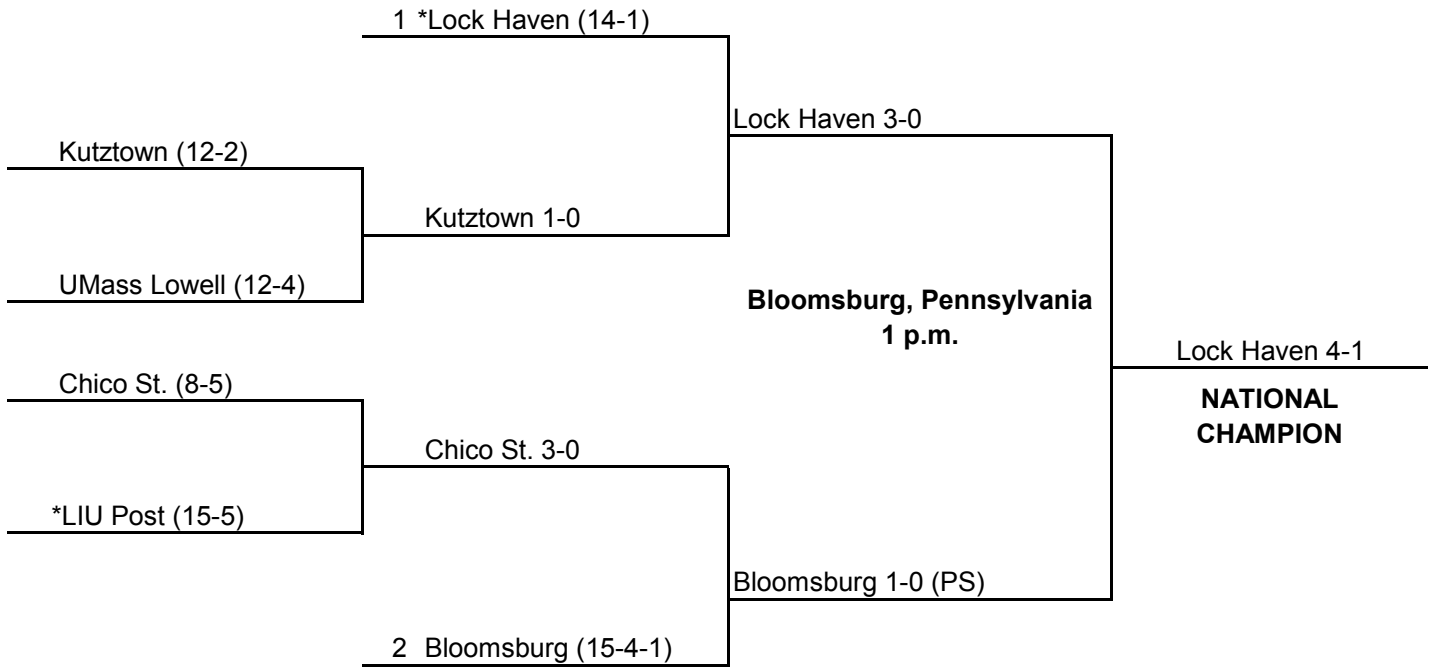 1 *Lock Haven (14-1)
Lock Haven 3-0
Kutztown (12-2)
Kutztown 1-0
UMass Lowell (12-4)
Bloomsburg, Pennsylvania
1 p.m.
Lock Haven 4-1
NATIONAL
CHAMPION
Chico St. (8-5)
Chico St. 3-0
*LIU Post (15-5)
Bloomsburg 1-0 (PS)
2 Bloomsburg (15-4-1)